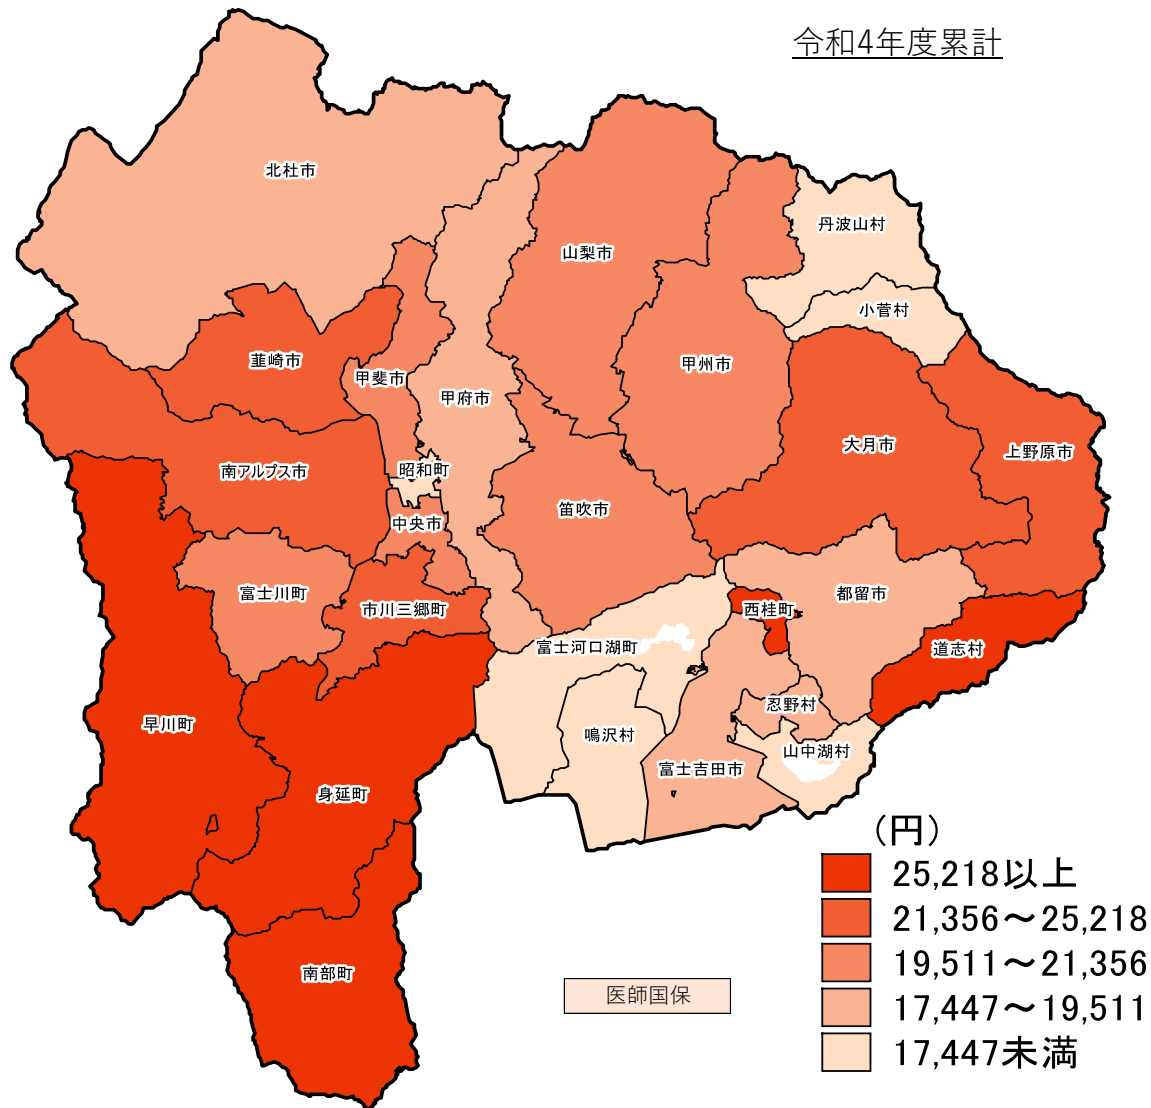 令和4年度累計
北杜市
丹波山村
山梨市
小菅村
韮崎市
甲斐市
甲州市
甲府市
大月市
上野原市
南アルプス市
昭和町
笛吹市
中央市
富士川町
市川三郷町
西桂町
都留市
富士河口湖町
道志村
忍野村
早川町
鳴沢村
山中湖村
富士吉田市
身延町
南部町
医師国保
(円)
25,218以上
21,356～25,218
19,511～21,356
17,447～19,511
17,447未満